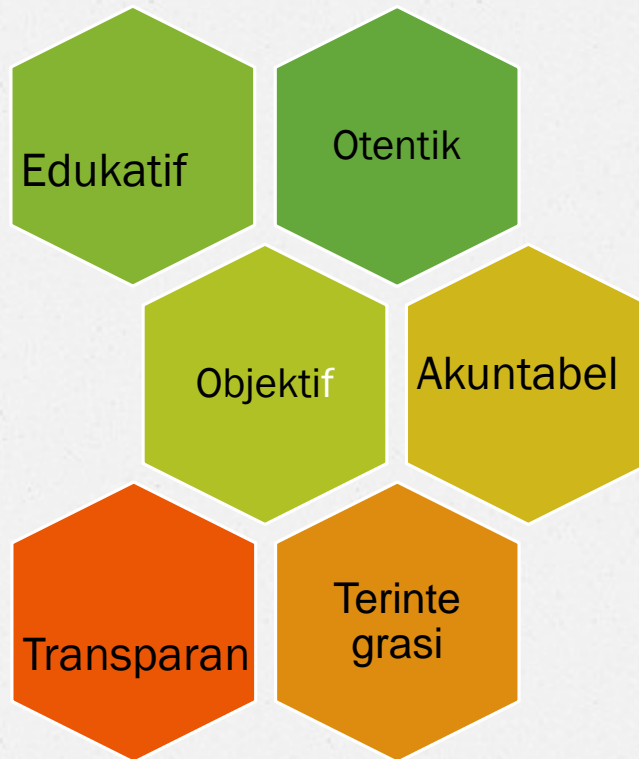 Edukatif
Otentik
Objektif
Akuntabel
Transparan
Terinte
grasi